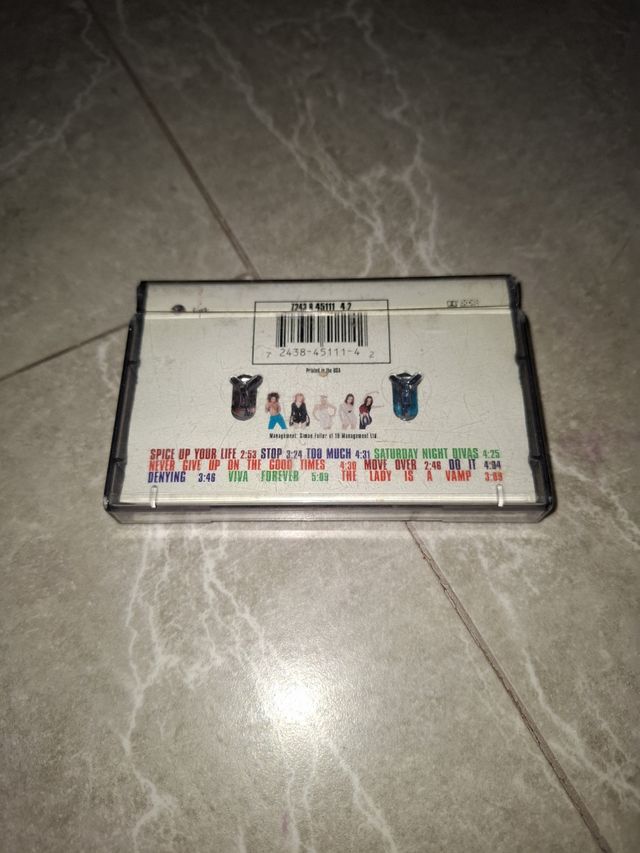 7243 8 45111 4 2
7 2438-45111-4 2
Printed in the USA
Management: Simon Fuller at 19 Management Ltd.
SPICE UP YOUR LIFE 2:53 STOP 3:24 TOO MUCH 4:31 SATURDAY NIGHT DIVAS 4:25
NEVER GIVE UP ON THE GOOD TIMES 4:30 MOVE OVER 2:46 DO IT 4:04
DENYING 3:46 VIVA FOREVER 5:09 THE LADY IS A VAMP 3:09